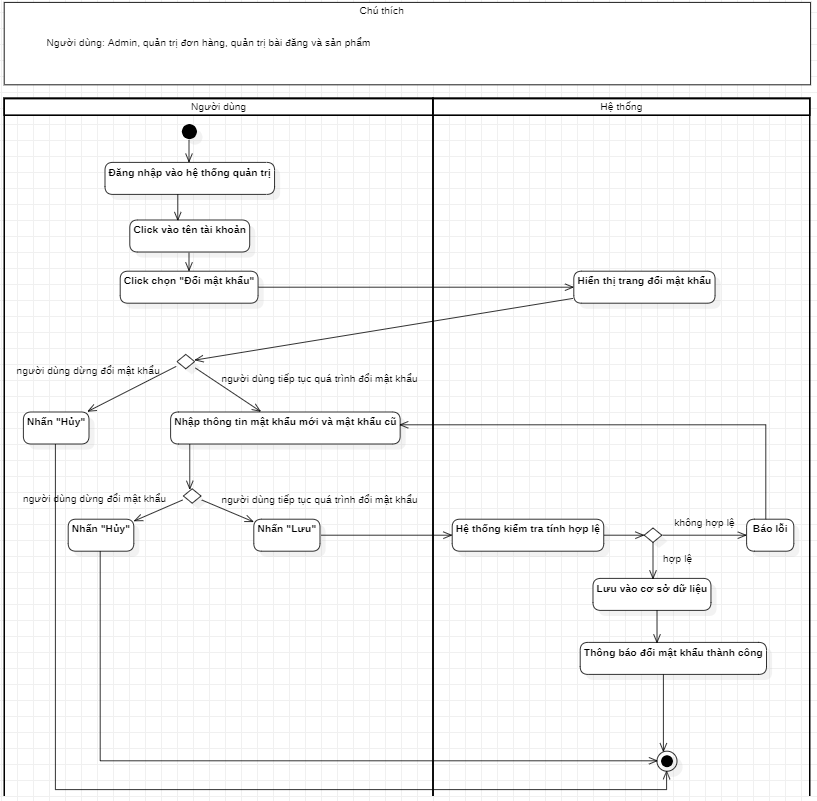 Chú thích
Người dùng: Admin, quản trị đơn hàng, quản trị bài đăng và sản phẩm
Người dùng
Hệ thống
Đăng nhập vào hệ thống quản trị
Click vào tên tài khoản
Click chọn "Đổi mật khẩu"
Hiển thị trang đổi mật khẩu
người dùng dừng đổi mật khẩu
người dùng tiếp tục quá trình đổi mật khẩu
Nhấn "Hủy"
Nhập thông tin mật khẩu mới và mật khẩu cũ
người dùng dừng đổi mật khẩu
người dùng tiếp tục quá trình đổi mật khẩu
Nhấn "Hủy"
Nhấn "Lưu"
Hệ thống kiểm tra tính hợp lệ
không hợp lệ
Báo lỗi
hợp lệ
Lưu vào cơ sở dữ liệu
Thông báo đổi mật khẩu thành công